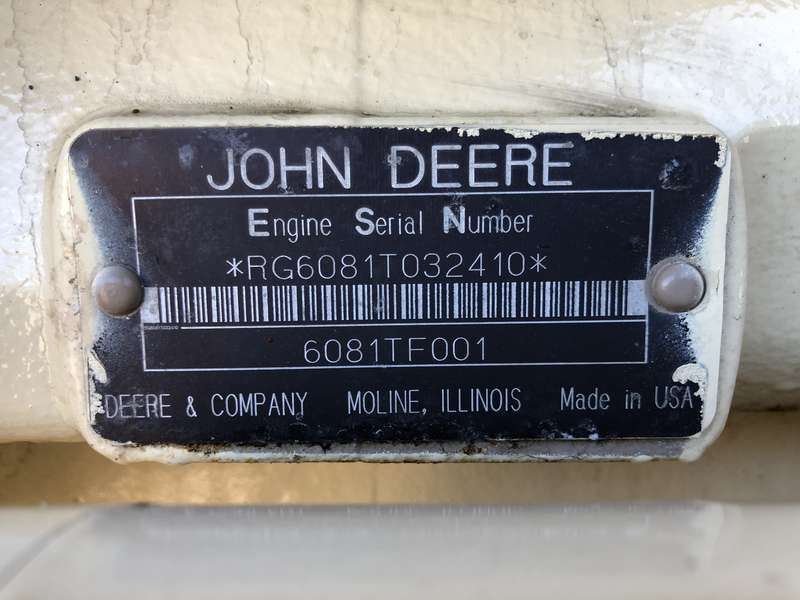 JOHN DEERE
Engine Serial Number
*RG6081T032410*
6081TF001
DEERE & COMPANY MOLINE, ILLINOIS Made in USA